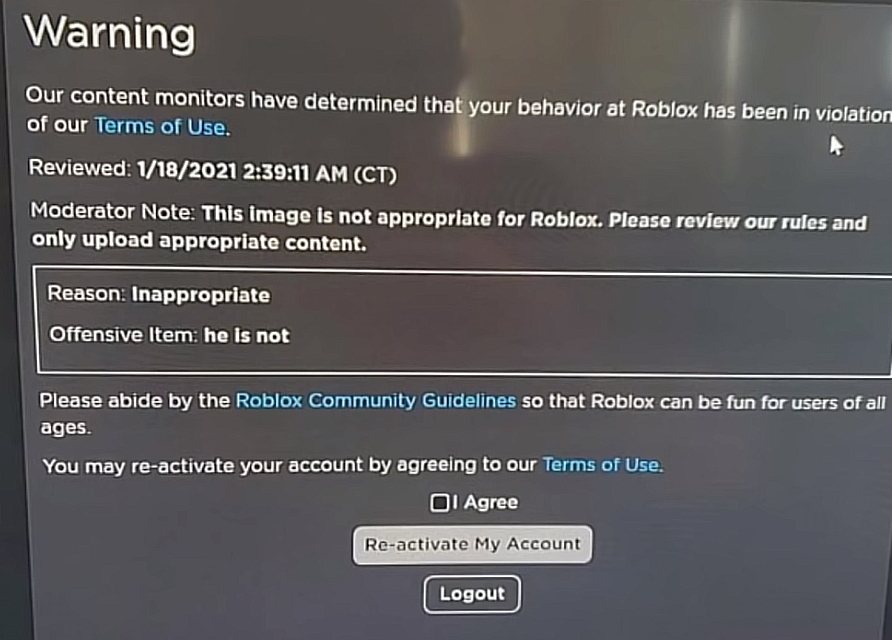 Warning
Our content monitors have determined that your behavior at Roblox has been in violation
of our Terms of Use.
Reviewed: 1/18/2021 2:39:11 AM (CT)
Moderator Note: This image is not appropriate for Roblox. Please review our rules and
only upload appropriate content.
Reason: Inappropriate
Offensive Item: he is not
Please abide by the Roblox Community Guidelines so that Roblox can be fun for users of all
ages.
You may re-activate your account by agreeing to our Terms of Use.
I Agree
Re-activate My Account
Logout